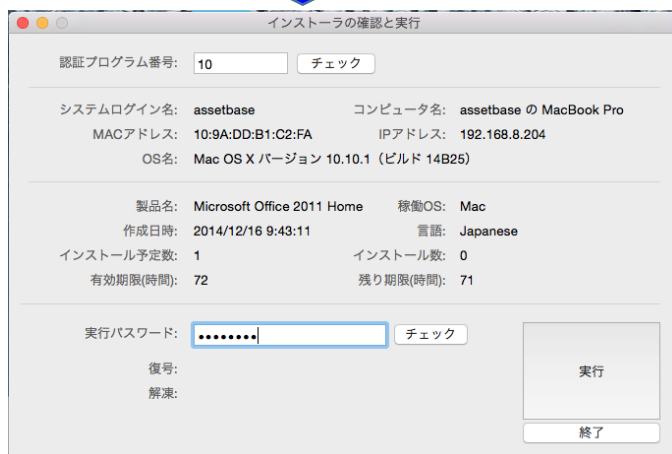 インストーラの確認と実行
認証プログラム番号: 10 チェック
システムログイン名: assetbase コンピュータ名: assetbase の MacBook Pro
MACアドレス: 10:9A:DD:B1:C2:FA IPアドレス: 192.168.8.204
OS名: Mac OS X バージョン 10.10.1（ビルド 14B25）
製品名: Microsoft Office 2011 Home 稼働OS: Mac
作成日時: 2014/12/16 9:43:11 言語: Japanese
インストール予定数: 1 インストール数: 0
有効期限(時間): 72 残り期限(時間): 71
実行パスワード: •••••••• チェック
復号:
実行
解凍:
終了